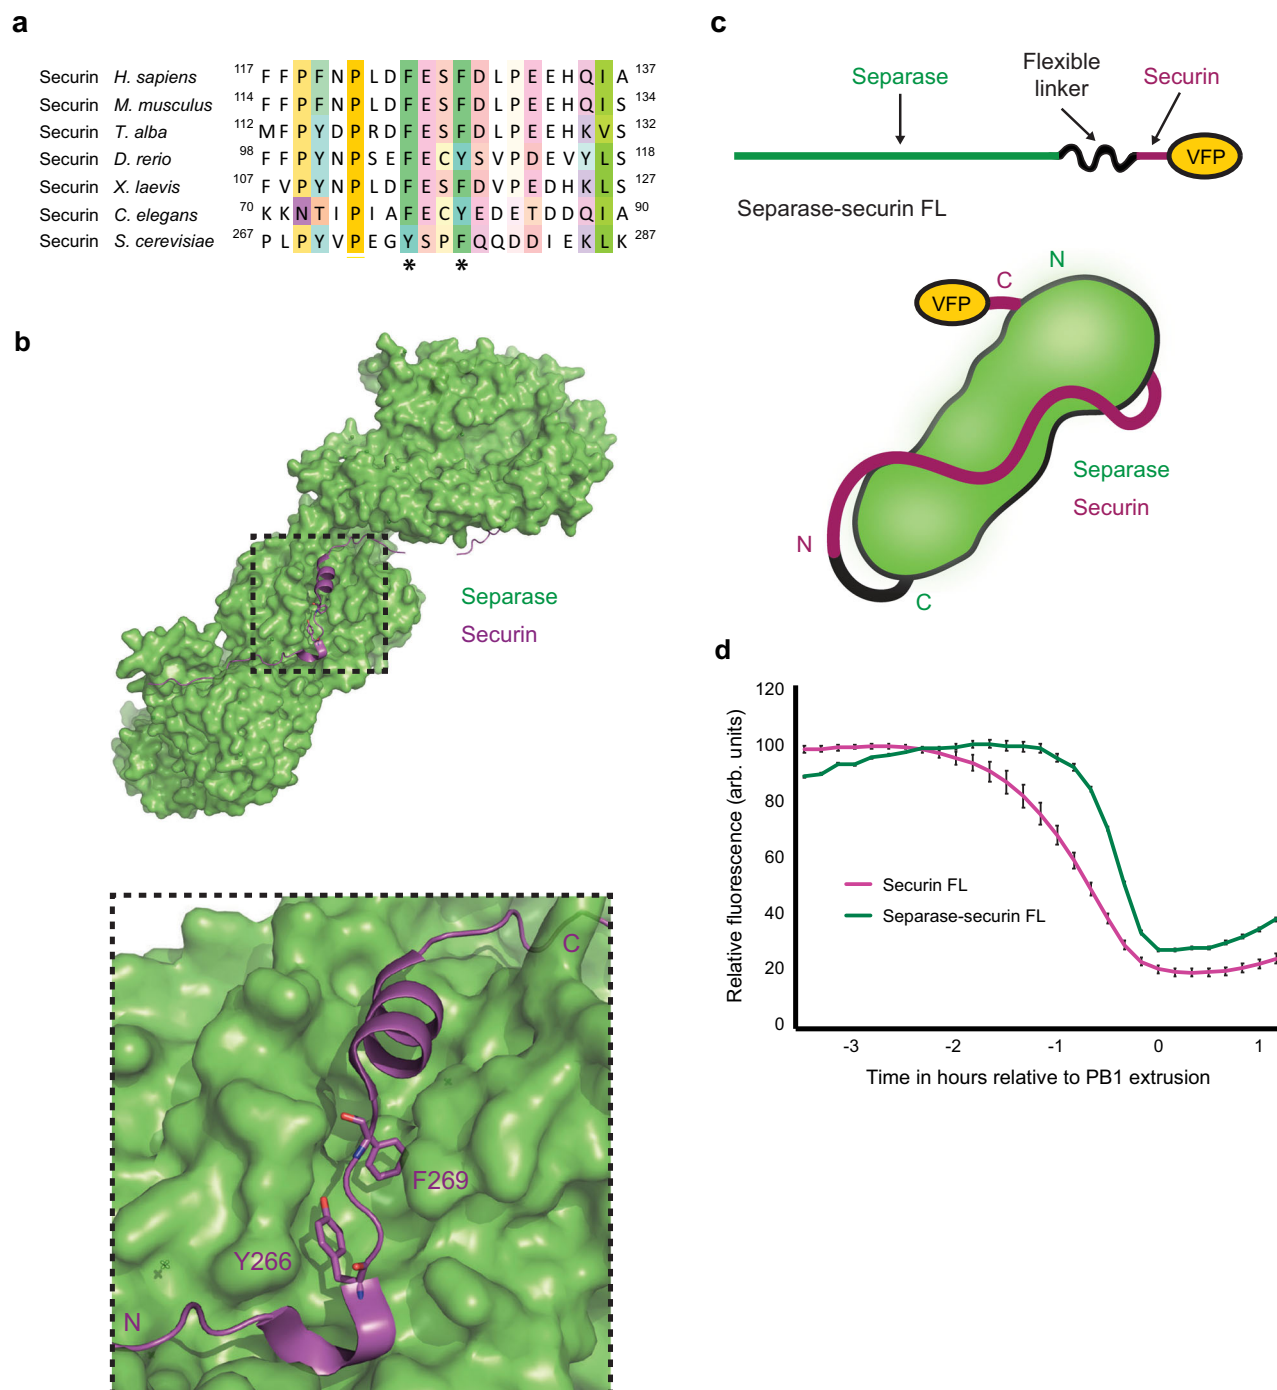 a
Securin H. sapiens 117 F F P F N P L D F E S F D L P E E H Q I A 137
Securin M. musculus 114 F F P F N P L D F E S F D L P E E H Q I S 134
Securin T. alba 112 M F P Y D P R D F E S F D L P E E H K V S 132
Securin D. rerio 98 F F P Y N P S E F E C Y S V P D E V Y L S 118
Securin X. laevis 107 F V P Y N P L D F E S F D V P E D H K L S 127
Securin C. elegans 70 K K N T I P I A F E C Y E D E T D D Q I A 90
Securin S. cerevisiae 267 P L P Y V P E G Y S P F Q Q D D I E K L K 287
* *
b
Separase
Securin
C
F269
Y266
N
c
Separase
Flexible
linker
Securin
VFP
Separase-securin FL
N
C
VFP
Separase
Securin
N
C
d
Relative fluorescence (arb. units)
120
100
80
60
40
20
0
Securin FL
Separase-securin FL
-3 -2 -1 0 1
Time in hours relative to PB1 extrusion